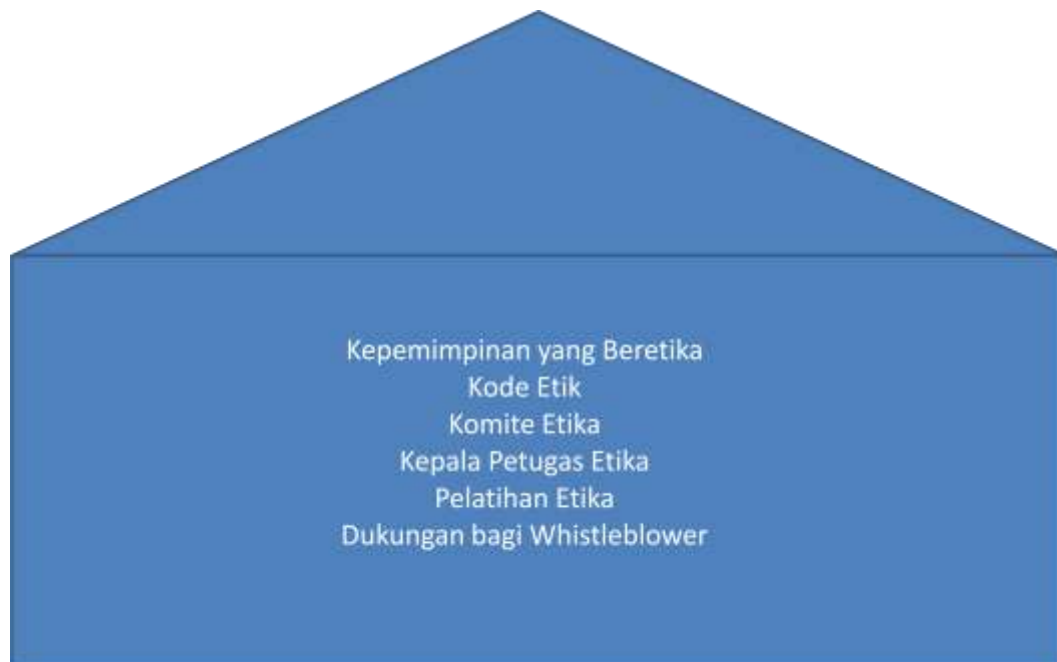 Kepemimpinan yang Beretika
Kode Etik
Komite Etika
Kepala Petugas Etika
Pelatihan Etika
Dukungan bagi Whistleblower